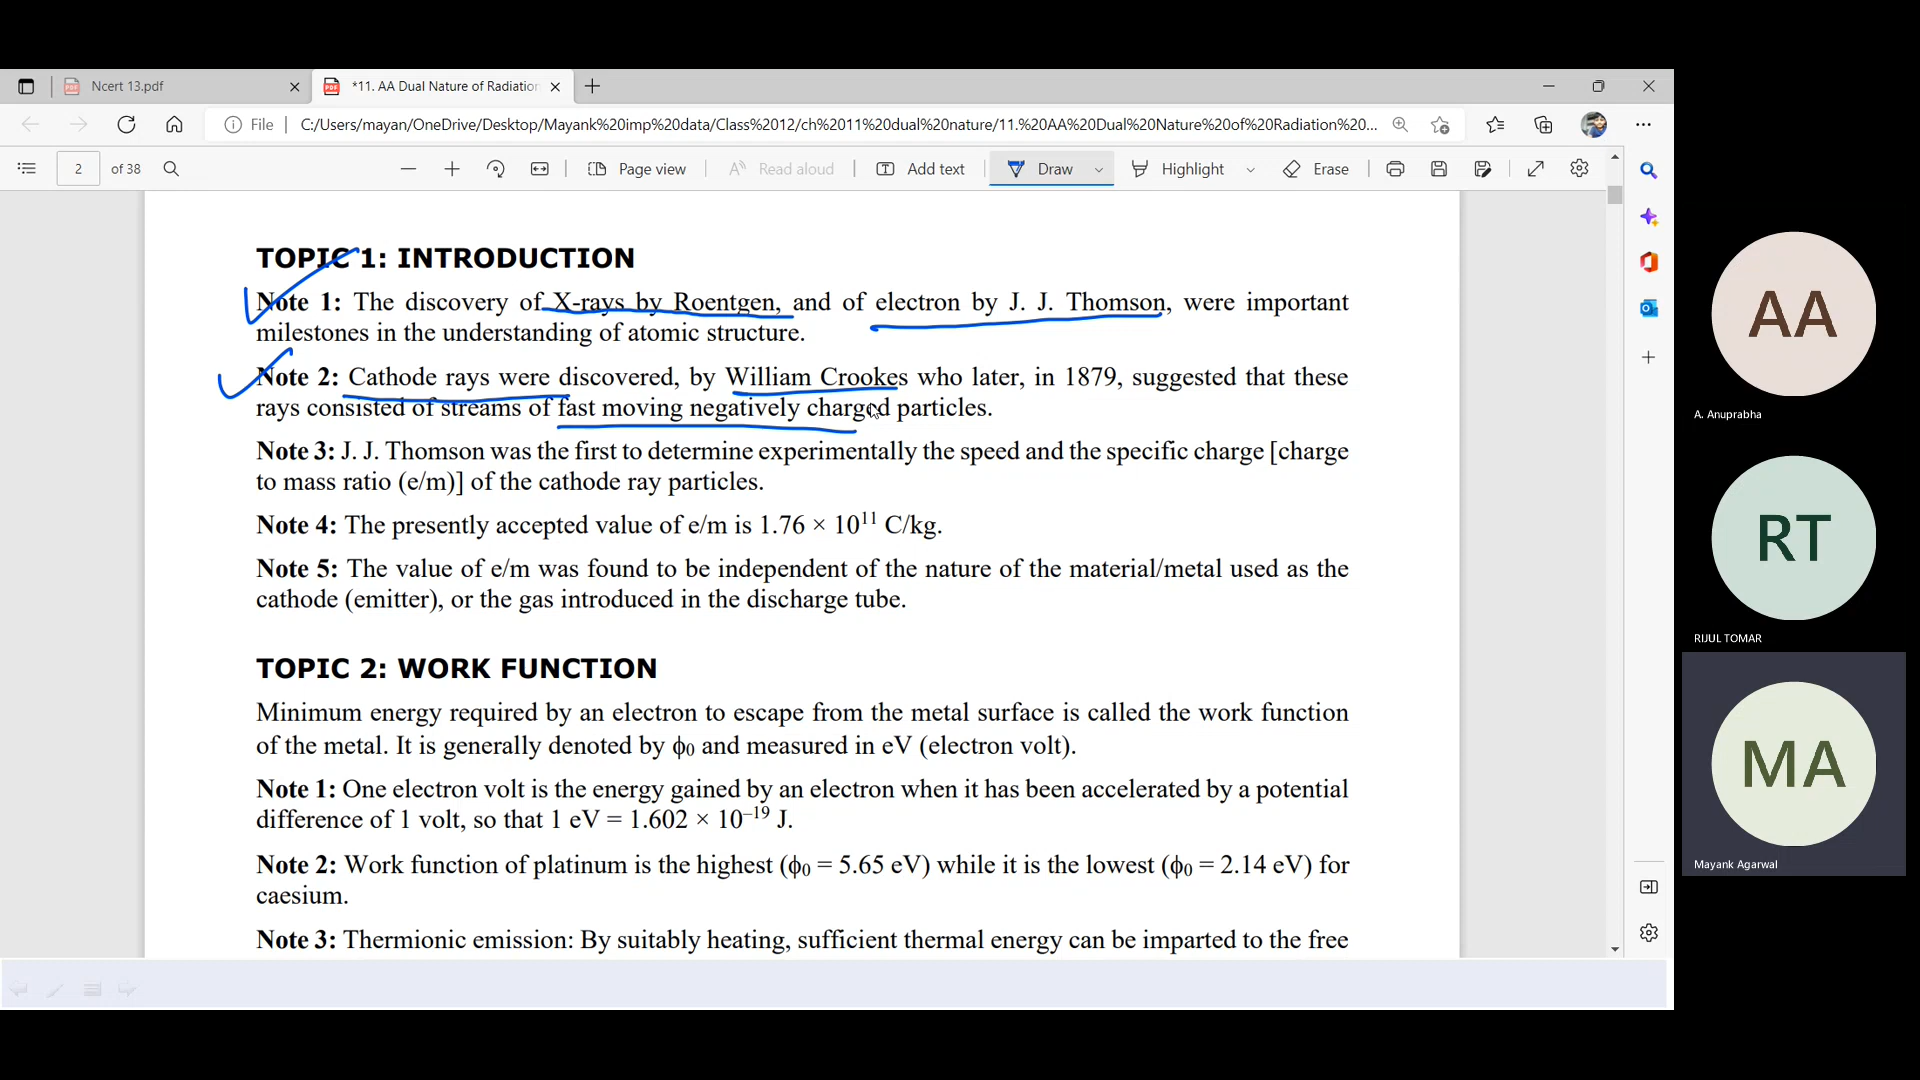 Ncert 13.pdf
*11. AA Dual Nature of Radiation
File
C:/Users/mayan/OneDrive/Desktop/Mayank%20imp%20data/Class%2012/ch%2011%20dual%20nature/11.%20AA%20Dual%20Nature%20of%20Radiation%20...
2 of 38
Page view
Read aloud
Add text
Draw
Highlight
Erase
TOPIC 1: INTRODUCTION
Note 1: The discovery of X-rays by Roentgen, and of electron by J. J. Thomson, were important
milestones in the understanding of atomic structure.
Note 2: Cathode rays were discovered, by William Crookes who later, in 1879, suggested that these
rays consisted of streams of fast moving negatively charged particles.
Note 3: J. J. Thomson was the first to determine experimentally the speed and the specific charge [charge
to mass ratio (e/m)] of the cathode ray particles.
Note 4: The presently accepted value of e/m is 1.76 × 10¹¹ C/kg.
Note 5: The value of e/m was found to be independent of the nature of the material/metal used as the
cathode (emitter), or the gas introduced in the discharge tube.
TOPIC 2: WORK FUNCTION
Minimum energy required by an electron to escape from the metal surface is called the work function
of the metal. It is generally denoted by ϕ₀ and measured in eV (electron volt).
Note 1: One electron volt is the energy gained by an electron when it has been accelerated by a potential
difference of 1 volt, so that 1 eV = 1.602 × 10⁻¹⁹ J.
Note 2: Work function of platinum is the highest (ϕ₀ = 5.65 eV) while it is the lowest (ϕ₀ = 2.14 eV) for
caesium.
Note 3: Thermionic emission: By suitably heating, sufficient thermal energy can be imparted to the free
AA
A. Anuprabha
RT
RIJUL TOMAR
MA
Mayank Agarwal